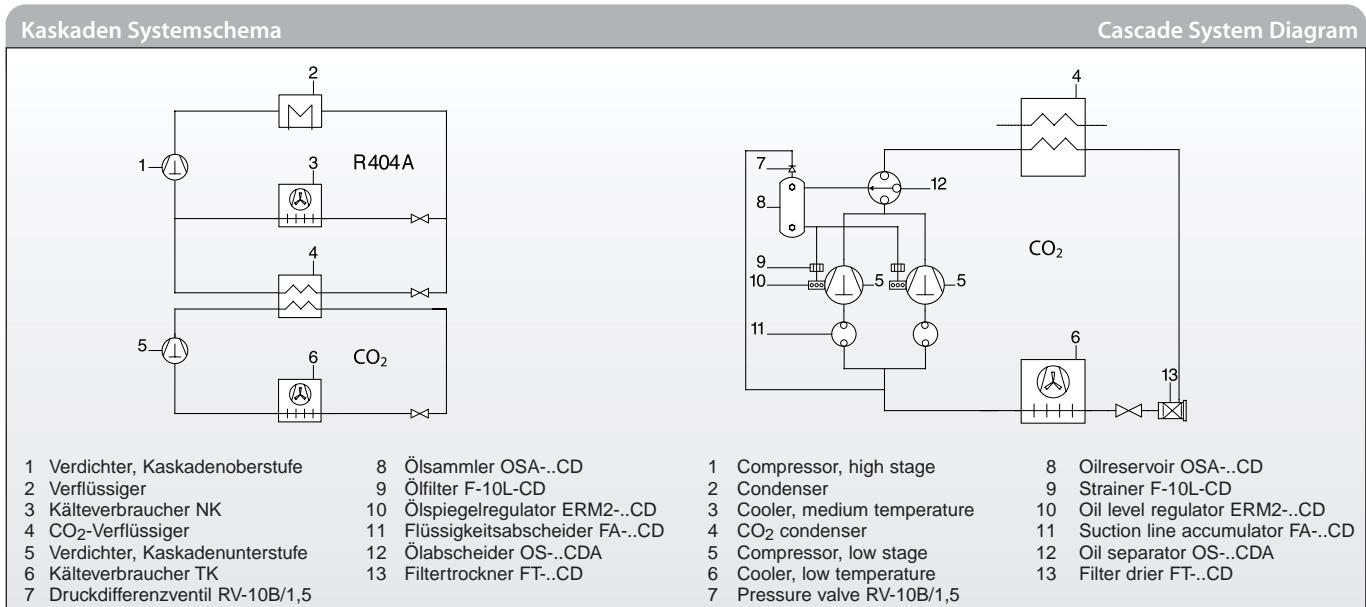 Kaskaden Systemschema
Cascade System Diagram
2
1
3
R404A
4
5
6
CO₂
4
7
8
12
CO₂
9
10
5
5
11
6
13
1 Verdichter, Kaskadenoberstufe
2 Verflüssiger
3 Kälteverbraucher NK
4 CO₂-Verflüssiger
5 Verdichter, Kaskadenunterstufe
6 Kälteverbraucher TK
7 Druckdifferenzventil RV-10B/1,5
8 Ölsammler OSA-..CD
9 Ölfilter F-10L-CD
10 Ölspiegelregulator ERM2-..CD
11 Flüssigkeitsabscheider FA-..CD
12 Ölabscheider OS-..CDA
13 Filtertrockner FT-..CD
1 Compressor, high stage
2 Condenser
3 Cooler, medium temperature
4 CO₂ condenser
5 Compressor, low stage
6 Cooler, low temperature
7 Pressure valve RV-10B/1,5
8 Oilreservoir OSA-..CD
9 Strainer F-10L-CD
10 Oil level regulator ERM2-..CD
11 Suction line accumulator FA-..CD
12 Oil separator OS-..CDA
13 Filter drier FT-..CD